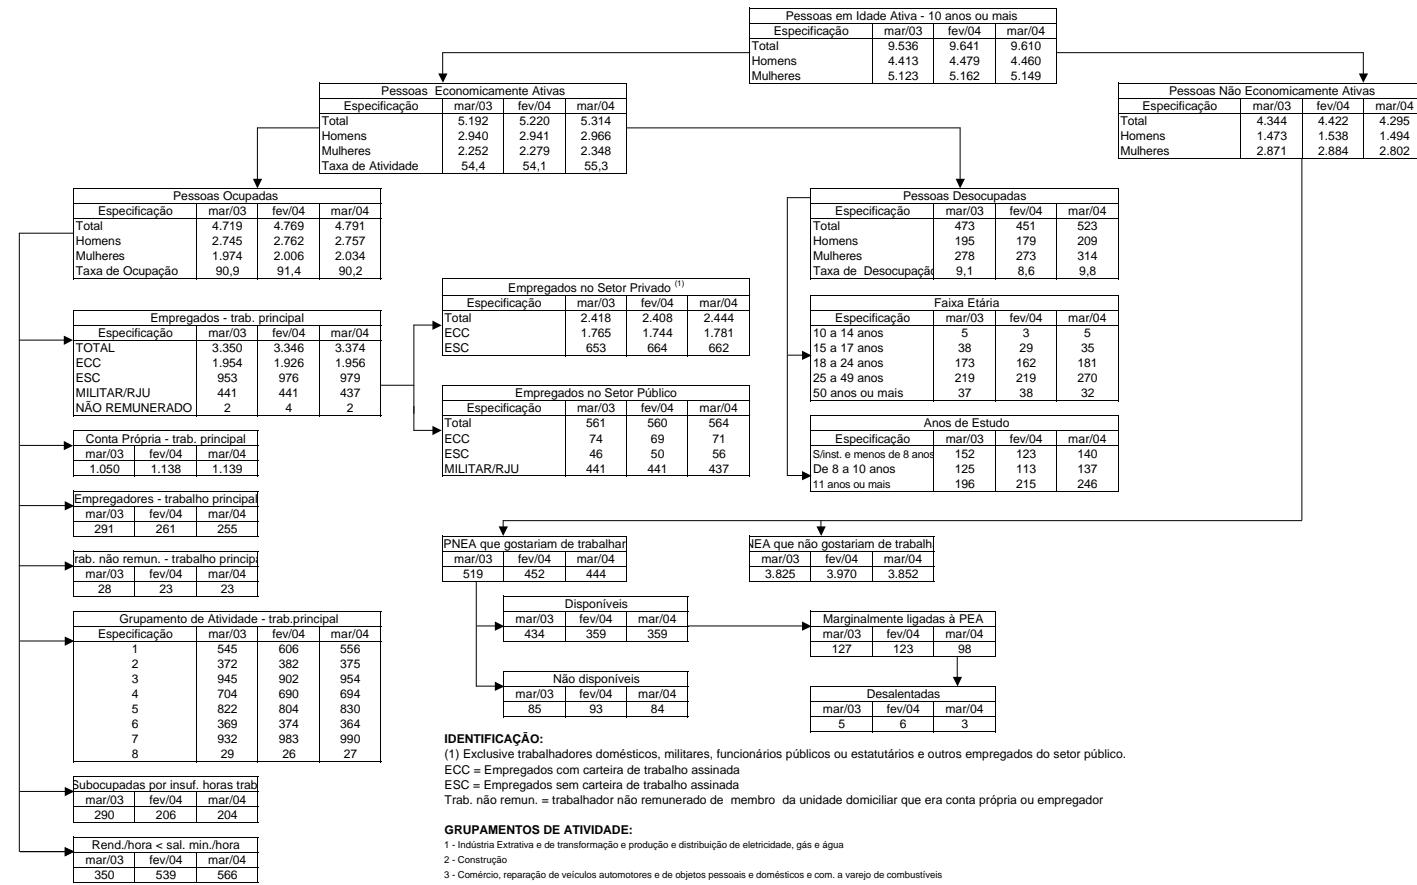 Pessoas em Idade Ativa - 10 anos ou mais
Especificação mar/03 fev/04 mar/04
Total 9.536 9.641 9.610
Homens 4.413 4.479 4.460
Mulheres 5.123 5.162 5.149
Pessoas Economicamente Ativas
Especificação mar/03 fev/04 mar/04
Total 5.192 5.220 5.314
Homens 2.940 2.941 2.966
Mulheres 2.252 2.279 2.348
Taxa de Atividade 54,4 54,1 55,3
Pessoas Não Economicamente Ativas
Especificação mar/03 fev/04 mar/04
Total 4.344 4.422 4.295
Homens 1.473 1.538 1.494
Mulheres 2.871 2.884 2.802
Pessoas Ocupadas
Especificação mar/03 fev/04 mar/04
Total 4.719 4.769 4.791
Homens 2.745 2.762 2.757
Mulheres 1.974 2.006 2.034
Taxa de Ocupação 90,9 91,4 90,2
Pessoas Desocupadas
Especificação mar/03 fev/04 mar/04
Total 473 451 523
Homens 195 179 209
Mulheres 278 273 314
Taxa de Desocupação 9,1 8,6 9,8
Empregados - trab. principal
Especificação mar/03 fev/04 mar/04
TOTAL 3.350 3.346 3.374
ECC 1.954 1.926 1.956
ESC 953 976 979
MILITAR/RJU 441 441 437
NÃO REMUNERADO 2 4 2
Empregados no Setor Privado (1)
Especificação mar/03 fev/04 mar/04
Total 2.418 2.408 2.444
ECC 1.765 1.744 1.781
ESC 653 664 662
Empregados no Setor Público
Especificação mar/03 fev/04 mar/04
Total 561 560 564
ECC 74 69 71
ESC 46 50 56
MILITAR/RJU 441 441 437
Faixa Etária
Especificação mar/03 fev/04 mar/04
10 a 14 anos 5 3 5
15 a 17 anos 38 29 35
18 a 24 anos 173 162 181
25 a 49 anos 219 219 270
50 anos ou mais 37 38 32
Anos de Estudo
Especificação mar/03 fev/04 mar/04
S/inst. e menos de 8 anos 152 123 140
De 8 a 10 anos 125 113 137
11 anos ou mais 196 215 246
Conta Própria - trab. principal
mar/03 fev/04 mar/04
1.050 1.138 1.139
Empregadores - trabalho principal
mar/03 fev/04 mar/04
291 261 255
rab. não remun. - trabalho princip
mar/03 fev/04 mar/04
28 23 23
Grupamento de Atividade - trab.principal
Especificação mar/03 fev/04 mar/04
1 545 606 556
2 372 382 375
3 945 902 954
4 704 690 694
5 822 804 830
6 369 374 364
7 932 983 990
8 29 26 27
Subocupadas por insuf. horas trab
mar/03 fev/04 mar/04
290 206 204
Rend./hora < sal. min./hora
mar/03 fev/04 mar/04
350 539 566
PNEA que gostariam de trabalhar
mar/03 fev/04 mar/04
519 452 444
NEA que não gostariam de trabalh
mar/03 fev/04 mar/04
3.825 3.970 3.852
Disponíveis
mar/03 fev/04 mar/04
434 359 359
Marginalmente ligadas à PEA
mar/03 fev/04 mar/04
127 123 98
Não disponíveis
mar/03 fev/04 mar/04
85 93 84
Desalentadas
mar/03 fev/04 mar/04
5 6 3
IDENTIFICAÇÃO:
(1) Exclusive trabalhadores domésticos, militares, funcionários públicos ou estatutários e outros empregados do setor público.
ECC = Empregados com carteira de trabalho assinada
ESC = Empregados sem carteira de trabalho assinada
Trab. não remun. = trabalhador não remunerado de membro da unidade domiciliar que era conta própria ou empregador
GRUPAMENTOS DE ATIVIDADE:
1 - Indústria Extrativa e de transformação e produção e distribuição de eletricidade, gás e água
2 - Construção
3 - Comércio, reparação de veículos automotores e de objetos pessoais e domésticos e com. a varejo de combustíveis